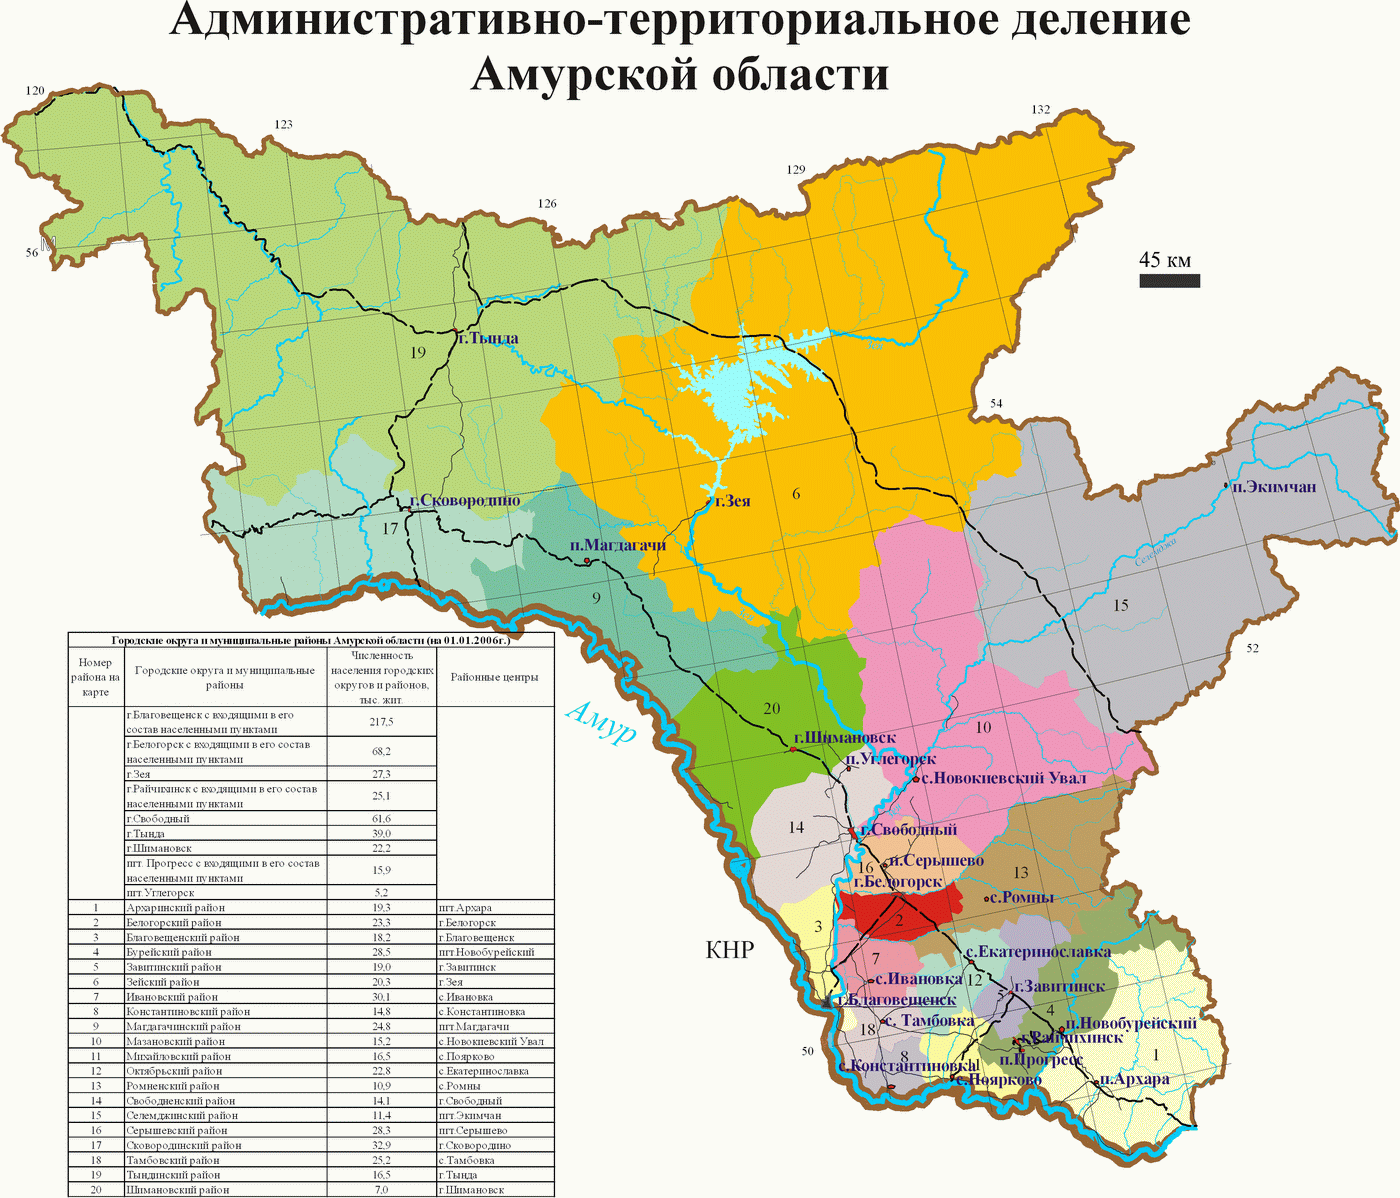 Административно-территориальное деление
Амурской области
120
123
126
129
132
56
М
45 км
54
52
50
19
г.Тында
г.Сковородино
17
п.Магдагачи
9
г.Зея
6
п.Экимчан
Селемджа
15
Зея
Амур
20
г.Шимановск
п.Углегорск
10
с.Новокиевский Увал
14
г.Свободный
16
п.Серышево
г.Белогорск
13
с.Ромны
2
3
КНР
7
с.Екатеринославка
с.Ивановка
12
г.Завитинск
5
г.Благовещенск
18
с. Тамбовка
4
п.Новобурейский
г.Райчихинск
8
с.Константиновка
11
п.Прогресс
1
с.Поярково
п.Архара
Городские округа и муниципальные районы Амурской области (на 01.01.2006г.)
Номер района на карте
Городские округа и муниципальные районы
Численность населения городских округов и районов, тыс. жит.
Районные центры
г.Благовещенск с входящими в его состав населенными пунктами 217,5
г.Белогорск с входящими в его состав населенными пунктами 68,2
г.Зея 27,3
г.Райчихинск с входящими в его состав населенными пунктами 25,1
г.Свободный 61,6
г.Тында 39,0
г.Шимановск 22,2
пгт. Прогресс с входящими в его состав населенными пунктами 15,9
пгт.Углегорск 5,2
1 Архаринский район 19,3 пгт.Архара
2 Белогорский район 23,3 г.Белогорск
3 Благовещенский район 18,2 г.Благовещенск
4 Бурейский район 28,5 пгт.Новобурейский
5 Завитинский район 19,0 г.Завитинск
6 Зейский район 20,3 г.Зея
7 Ивановский район 30,1 с.Ивановка
8 Константиновский район 14,8 с.Константиновка
9 Магдагачинский район 24,8 пгт.Магдагачи
10 Мазановский район 15,2 с.Новокиевский Увал
11 Михайловский район 16,5 с.Поярково
12 Октябрьский район 22,8 с.Екатеринославка
13 Ромненский район 10,9 с.Ромны
14 Свободненский район 14,1 г.Свободный
15 Селемджинский район 11,4 пгт.Экимчан
16 Серышевский район 28,3 пгт.Серышево
17 Сковородинский район 32,9 г.Сковородино
18 Тамбовский район 25,2 с.Тамбовка
19 Тындинский район 16,5 г.Тында
20 Шимановский район 7,0 г.Шимановск